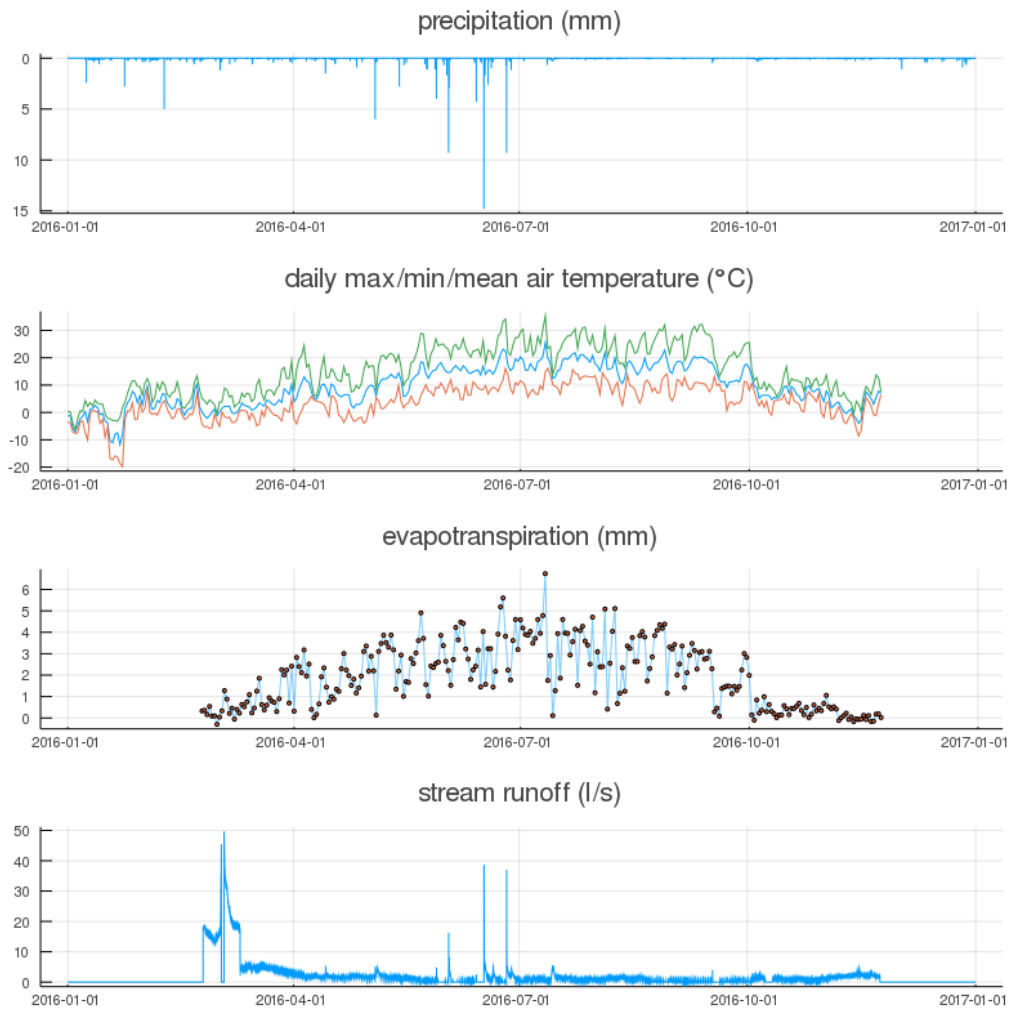 precipitation (mm)
0
5
10
15
2016-01-01 2016-04-01 2016-07-01 2016-10-01 2017-01-01
daily max/min/mean air temperature (°C)
30
20
10
0
-10
-20
2016-01-01 2016-04-01 2016-07-01 2016-10-01 2017-01-01
evapotranspiration (mm)
6
5
4
3
2
1
0
2016-01-01 2016-04-01 2016-07-01 2016-10-01 2017-01-01
stream runoff (l/s)
50
40
30
20
10
0
2016-01-01 2016-04-01 2016-07-01 2016-10-01 2017-01-01